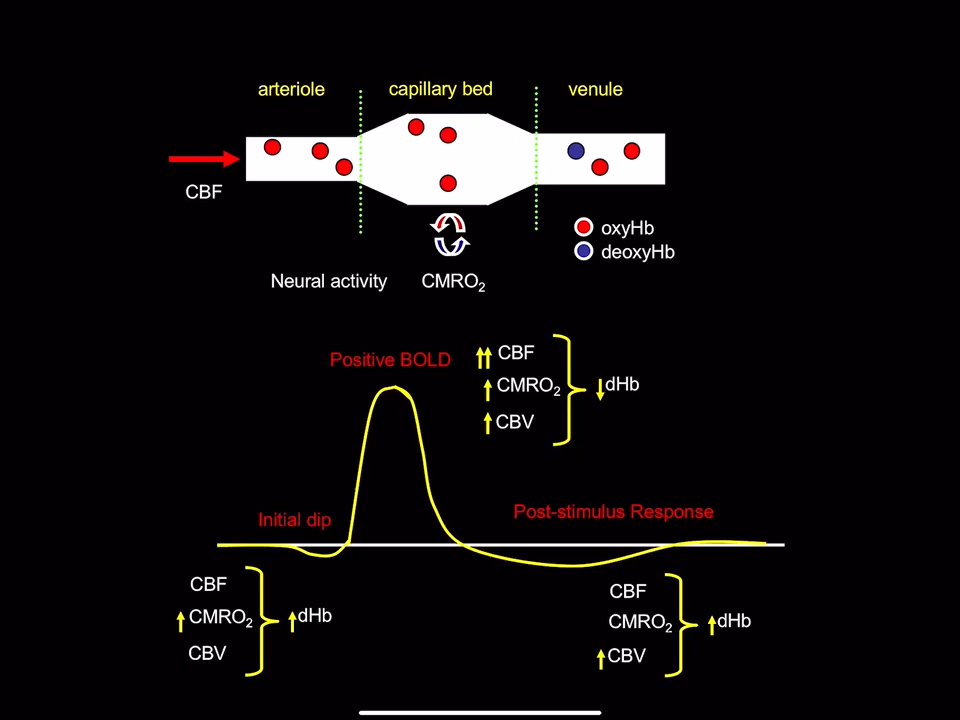 arteriole capillary bed venule
CBF
oxyHb
deoxyHb
Neural activity CMRO₂
Positive BOLD
CBF
CMRO₂
CBV
dHb
Initial dip
Post-stimulus Response
CBF
CMRO₂
CBV
dHb
CBF
CMRO₂
CBV
dHb